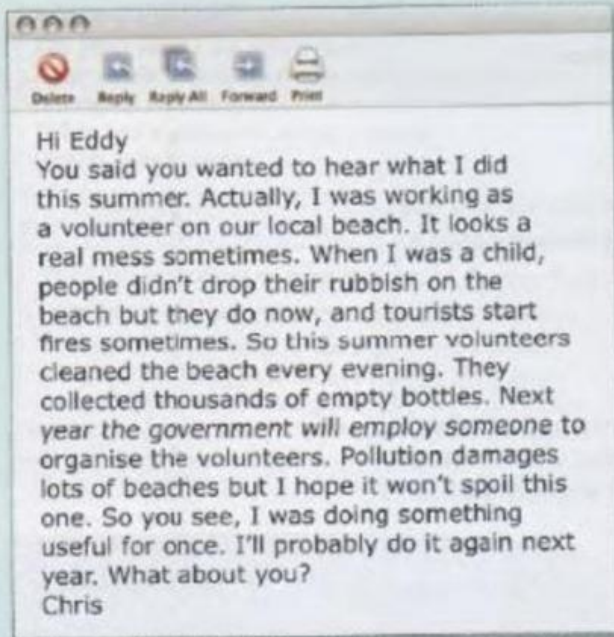 Delete Reply Reply All Forward Print
Hi Eddy
You said you wanted to hear what I did
this summer. Actually, I was working as
a volunteer on our local beach. It looks a
real mess sometimes. When I was a child,
people didn't drop their rubbish on the
beach but they do now, and tourists start
fires sometimes. So this summer volunteers
cleaned the beach every evening. They
collected thousands of empty bottles. Next
year the government will employ someone to
organise the volunteers. Pollution damages
lots of beaches but I hope it won't spoil this
one. So you see, I was doing something
useful for once. I'll probably do it again next
year. What about you?
Chris